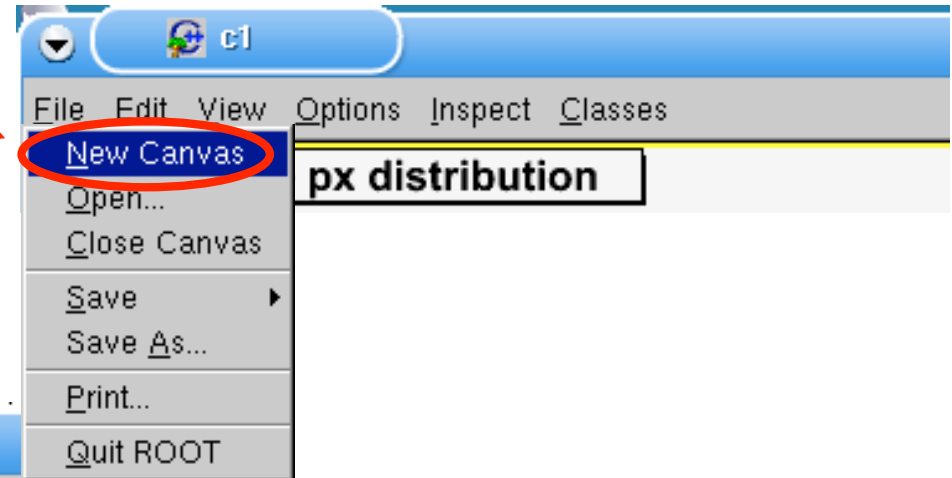 c1
File Edit View Options Inspect Classes
New Canvas
px distribution
Open...
Close Canvas
Save
Save As...
Print...
Quit ROOT